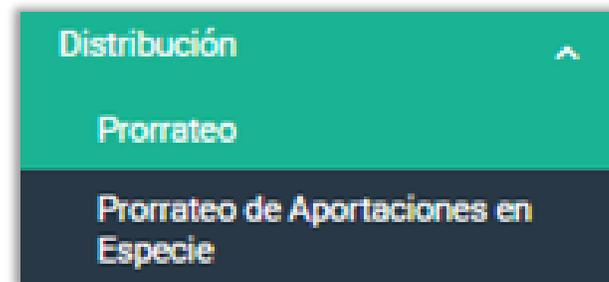 Distribución
Prorrateo
Prorrateo de Aportaciones en
Especie